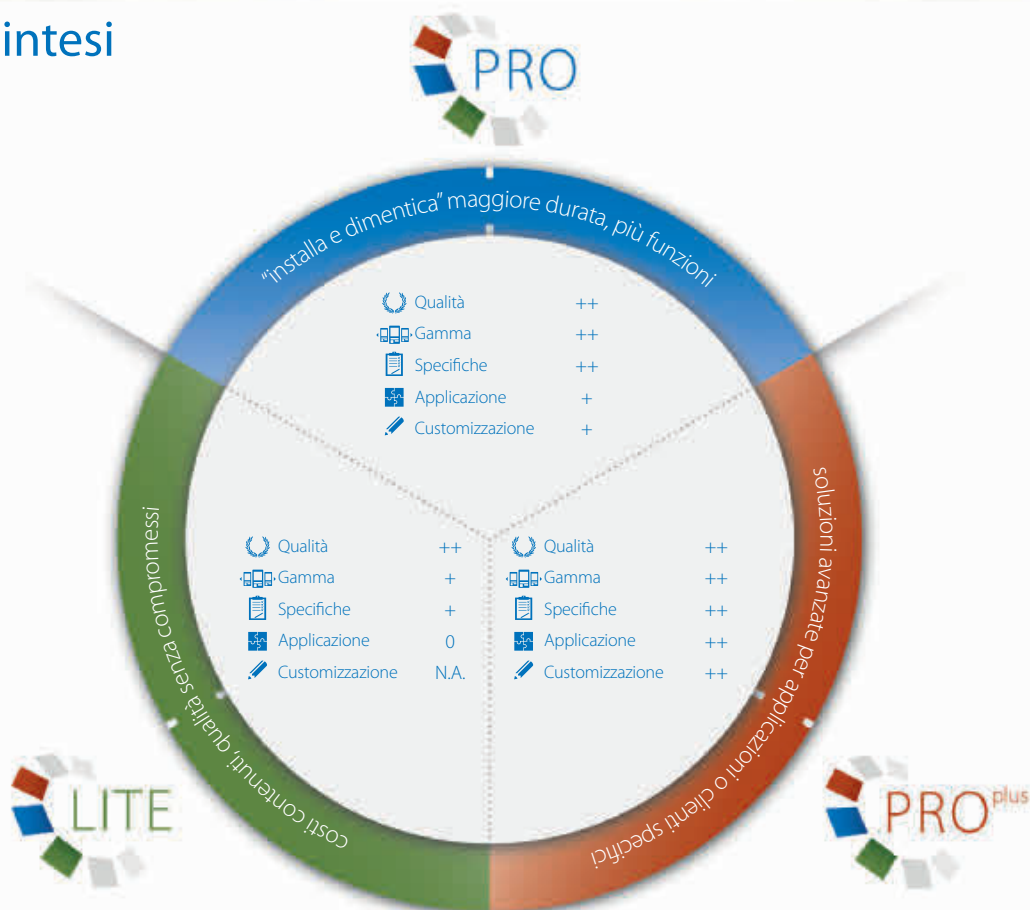 intesi
PRO
"installa e dimentica" maggiore durata, più funzioni
Qualità ++
Gamma ++
Specifiche ++
Applicazione +
Customizzazione +
costi contenuti, qualità senza compromessi
Qualità ++
Gamma +
Specifiche +
Applicazione 0
Customizzazione N.A.
Qualità ++
Gamma ++
Specifiche ++
Applicazione ++
Customizzazione ++
soluzioni avanzate per applicazioni o clienti specifici
LITE
PRO plus